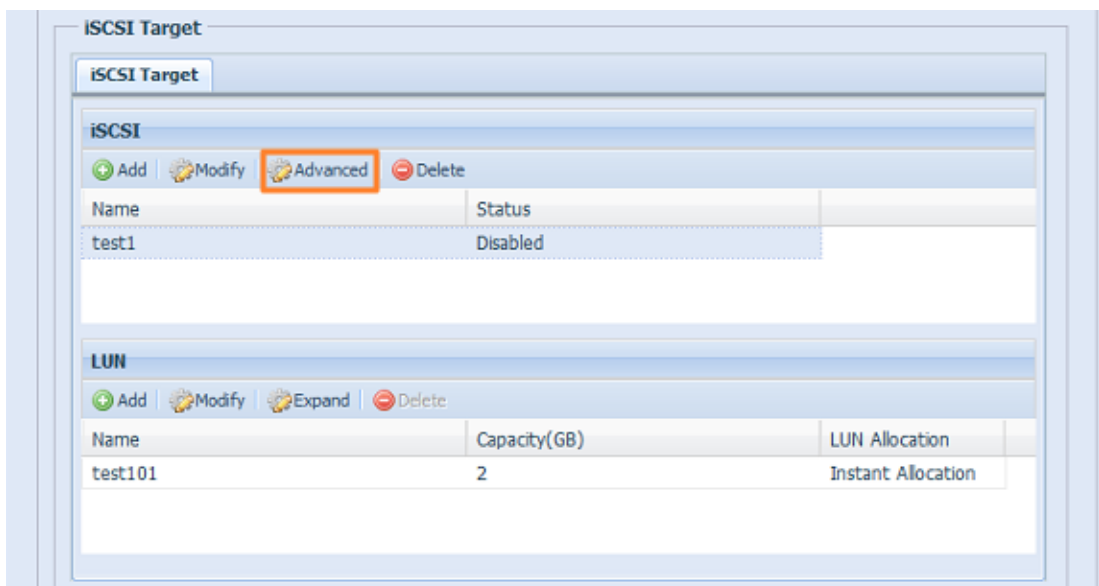 iSCSI Target
iSCSI Target
iSCSI
Add Modify Advanced Delete
Name Status
test1 Disabled
LUN
Add Modify Expand Delete
Name Capacity(GB) LUN Allocation
test101 2 Instant Allocation